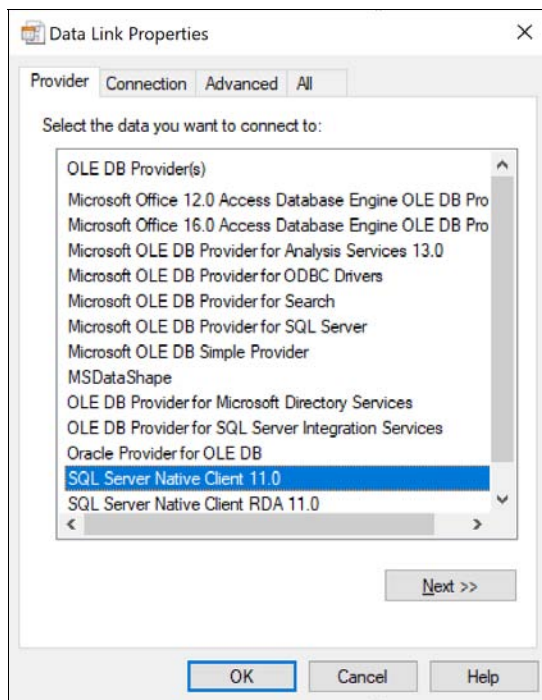 Data Link Properties
Provider Connection Advanced All
Select the data you want to connect to:
OLE DB Provider(s)
Microsoft Office 12.0 Access Database Engine OLE DB Pro
Microsoft Office 16.0 Access Database Engine OLE DB Pro
Microsoft OLE DB Provider for Analysis Services 13.0
Microsoft OLE DB Provider for ODBC Drivers
Microsoft OLE DB Provider for Search
Microsoft OLE DB Provider for SQL Server
Microsoft OLE DB Simple Provider
MSDataShape
OLE DB Provider for Microsoft Directory Services
OLE DB Provider for SQL Server Integration Services
Oracle Provider for OLE DB
SQL Server Native Client 11.0
SQL Server Native Client RDA 11.0
Next >>
OK Cancel Help